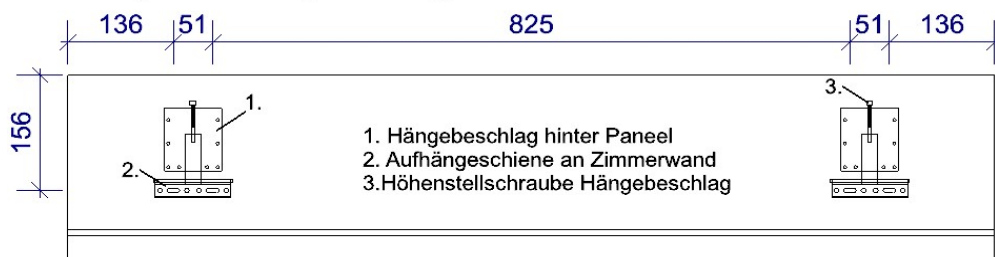 136 51 825 51 136
156
1.
3.
1. Hängebeschlag hinter Paneel
2. Aufhängeschiene an Zimmerwand
2.
3.Höhenstellschraube Hängebeschlag